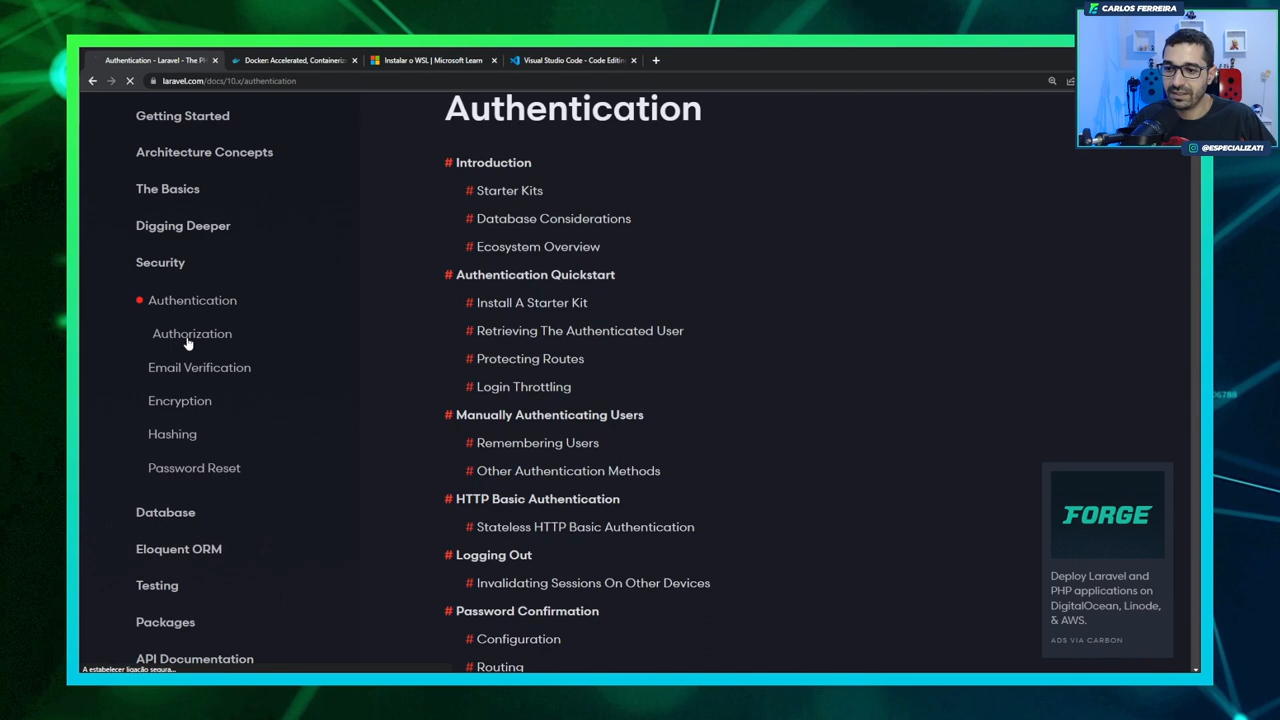 CARLOS FERREIRA
@ESPECIALIZATI
Authentication - Laravel - The P
Docker: Accelerated, Containeriz
Instalar o WSL | Microsoft Learn
Visual Studio Code - Code Editin
laravel.com/docs/10.x/authentication
Getting Started
Architecture Concepts
The Basics
Digging Deeper
Security
Authentication
Authorization
Email Verification
Encryption
Hashing
Password Reset
Database
Eloquent ORM
Testing
Packages
API Documentation
A estabelecer ligação segura...
Authentication
# Introduction
# Starter Kits
# Database Considerations
# Ecosystem Overview
# Authentication Quickstart
# Install A Starter Kit
# Retrieving The Authenticated User
# Protecting Routes
# Login Throttling
# Manually Authenticating Users
# Remembering Users
# Other Authentication Methods
# HTTP Basic Authentication
# Stateless HTTP Basic Authentication
# Logging Out
# Invalidating Sessions On Other Devices
# Password Confirmation
# Configuration
# Routing
FORGE
Deploy Laravel and
PHP applications on
DigitalOcean, Linode,
& AWS.
ADS VIA CARBON